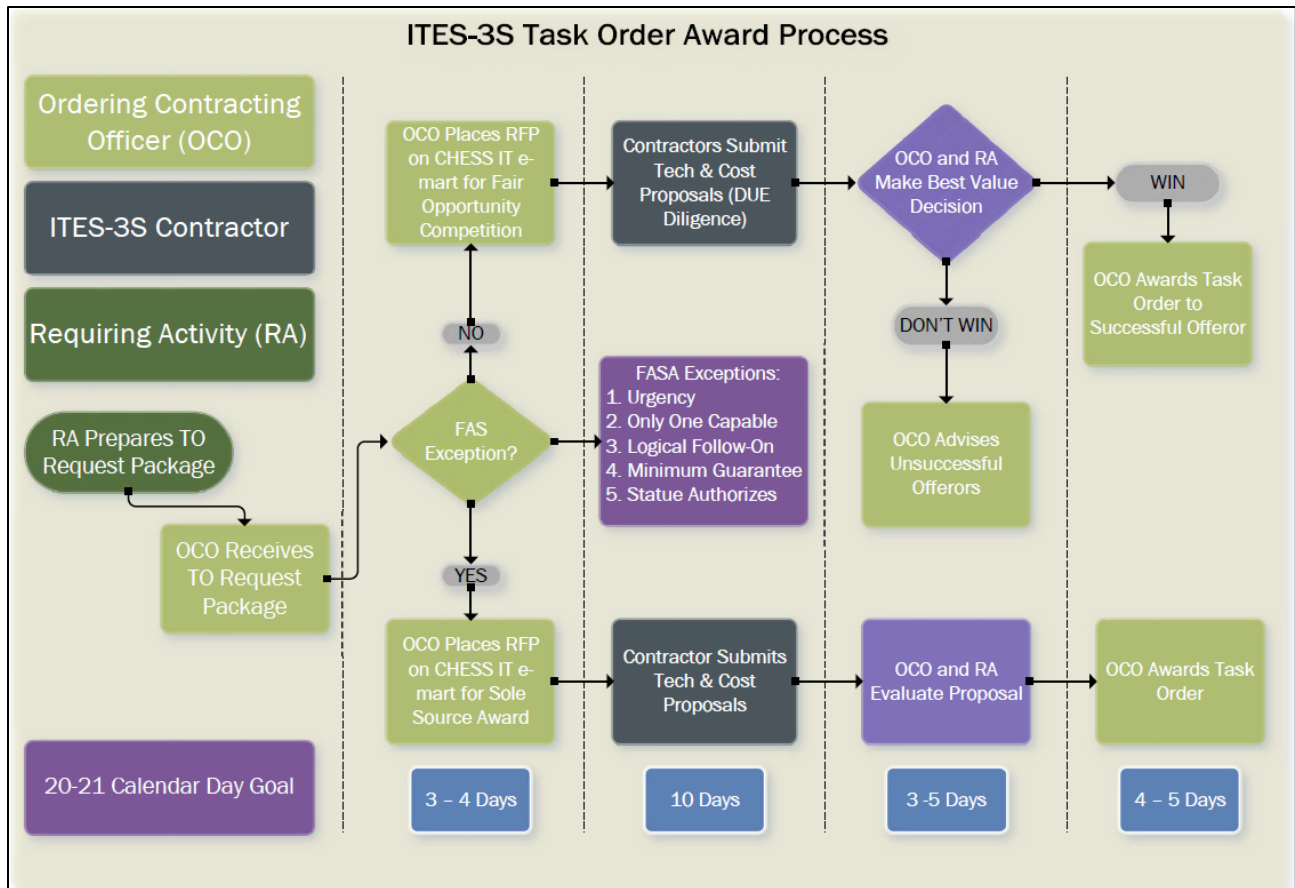 ITES-3S Task Order Award Process
Ordering Contracting
Officer (OCO)
ITES-3S Contractor
Requiring Activity (RA)
RA Prepares TO
Request Package
OCO Receives
TO Request
Package
20-21 Calendar Day Goal
OCO Places RFP
on CHESS IT e-
mart for Fair
Opportunity
Competition
NO
FAS
Exception?
YES
OCO Places RFP
on CHESS IT e-
mart for Sole
Source Award
3 – 4 Days
Contractors Submit
Tech & Cost
Proposals (DUE
Diligence)
FASA Exceptions:
1. Urgency
2. Only One Capable
3. Logical Follow-On
4. Minimum Guarantee
5. Statue Authorizes
Contractor Submits
Tech & Cost
Proposals
10 Days
OCO and RA
Make Best Value
Decision
DON'T WIN
OCO Advises
Unsuccessful
Offerors
OCO and RA
Evaluate Proposal
3 -5 Days
WIN
OCO Awards Task
Order to
Successful Offeror
OCO Awards Task
Order
4 – 5 Days